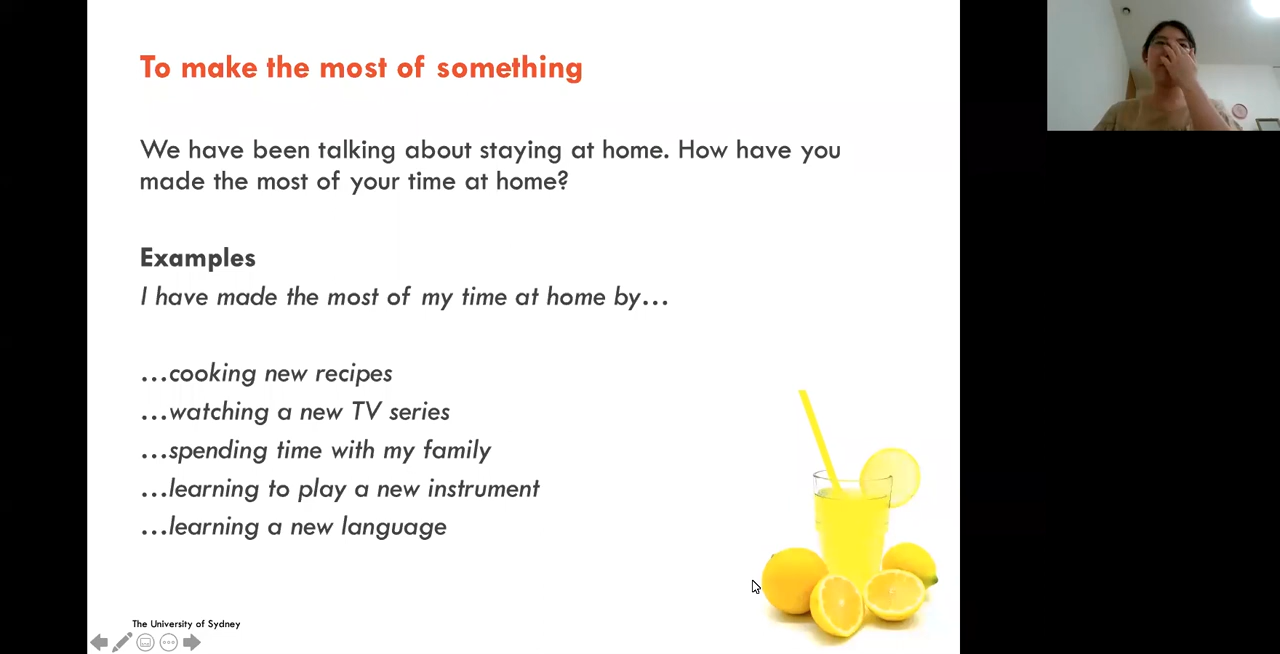 To make the most of something
We have been talking about staying at home. How have you
made the most of your time at home?
Examples
I have made the most of my time at home by…
…cooking new recipes
…watching a new TV series
…spending time with my family
…learning to play a new instrument
…learning a new language
The University of Sydney